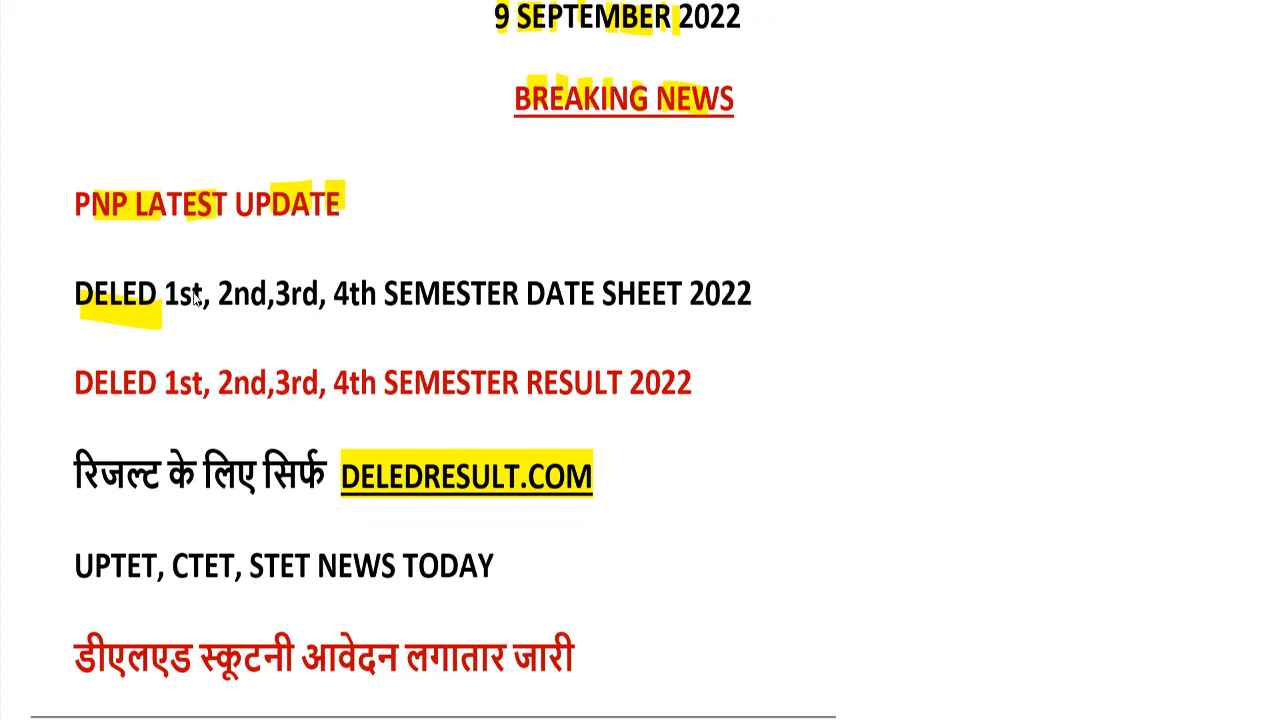 9 SEPTEMBER 2022
BREAKING NEWS
PNP LATEST UPDATE
DELED 1st, 2nd,3rd, 4th SEMESTER DATE SHEET 2022
DELED 1st, 2nd,3rd, 4th SEMESTER RESULT 2022
रिजल्ट के लिए सिर्फ DELEDRESULT.COM
UPTET, CTET, STET NEWS TODAY
डीएलएड स्कूटनी आवेदन लगातार जारी